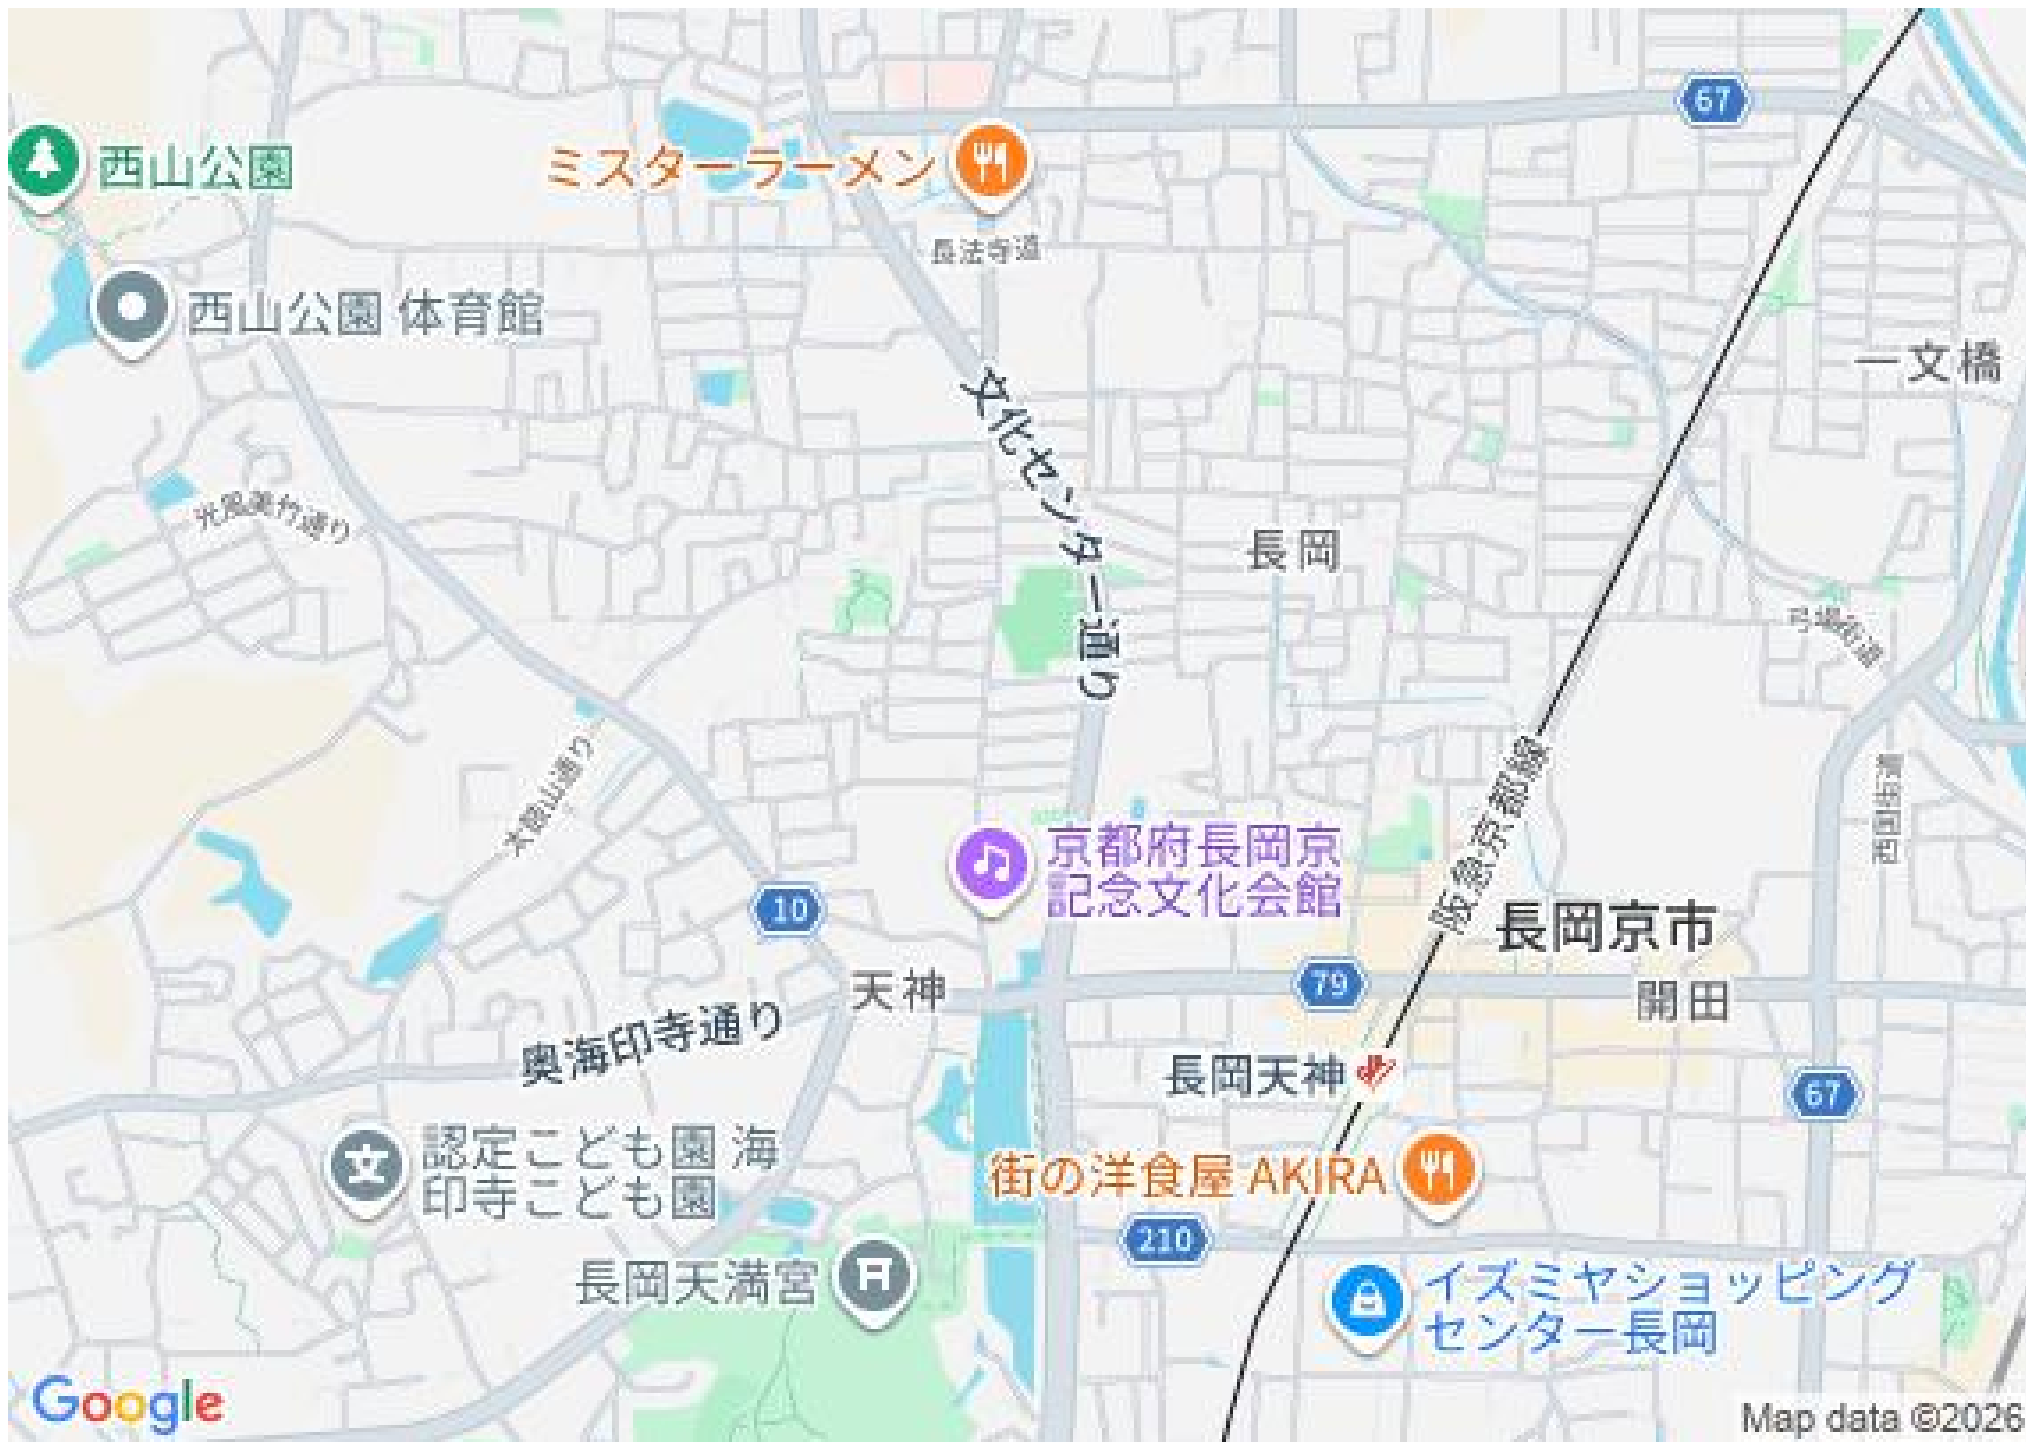 67
西山公園
ミスターラーメン
長法寺道
西山公園 体育館
一文橋
文化センター通り
光風美竹通り
長岡
弓場街道
太鼓山通り
阪急京都線
西国街道
京都府長岡京
記念文化会館
10
長岡京市
天神
79
開田
奥海印寺通り
長岡天神
67
認定こども園 海
印寺こども園
街の洋食屋 AKIRA
210
長岡天満宮
イズミヤショッピング
センター長岡
Google
Map data ©2026